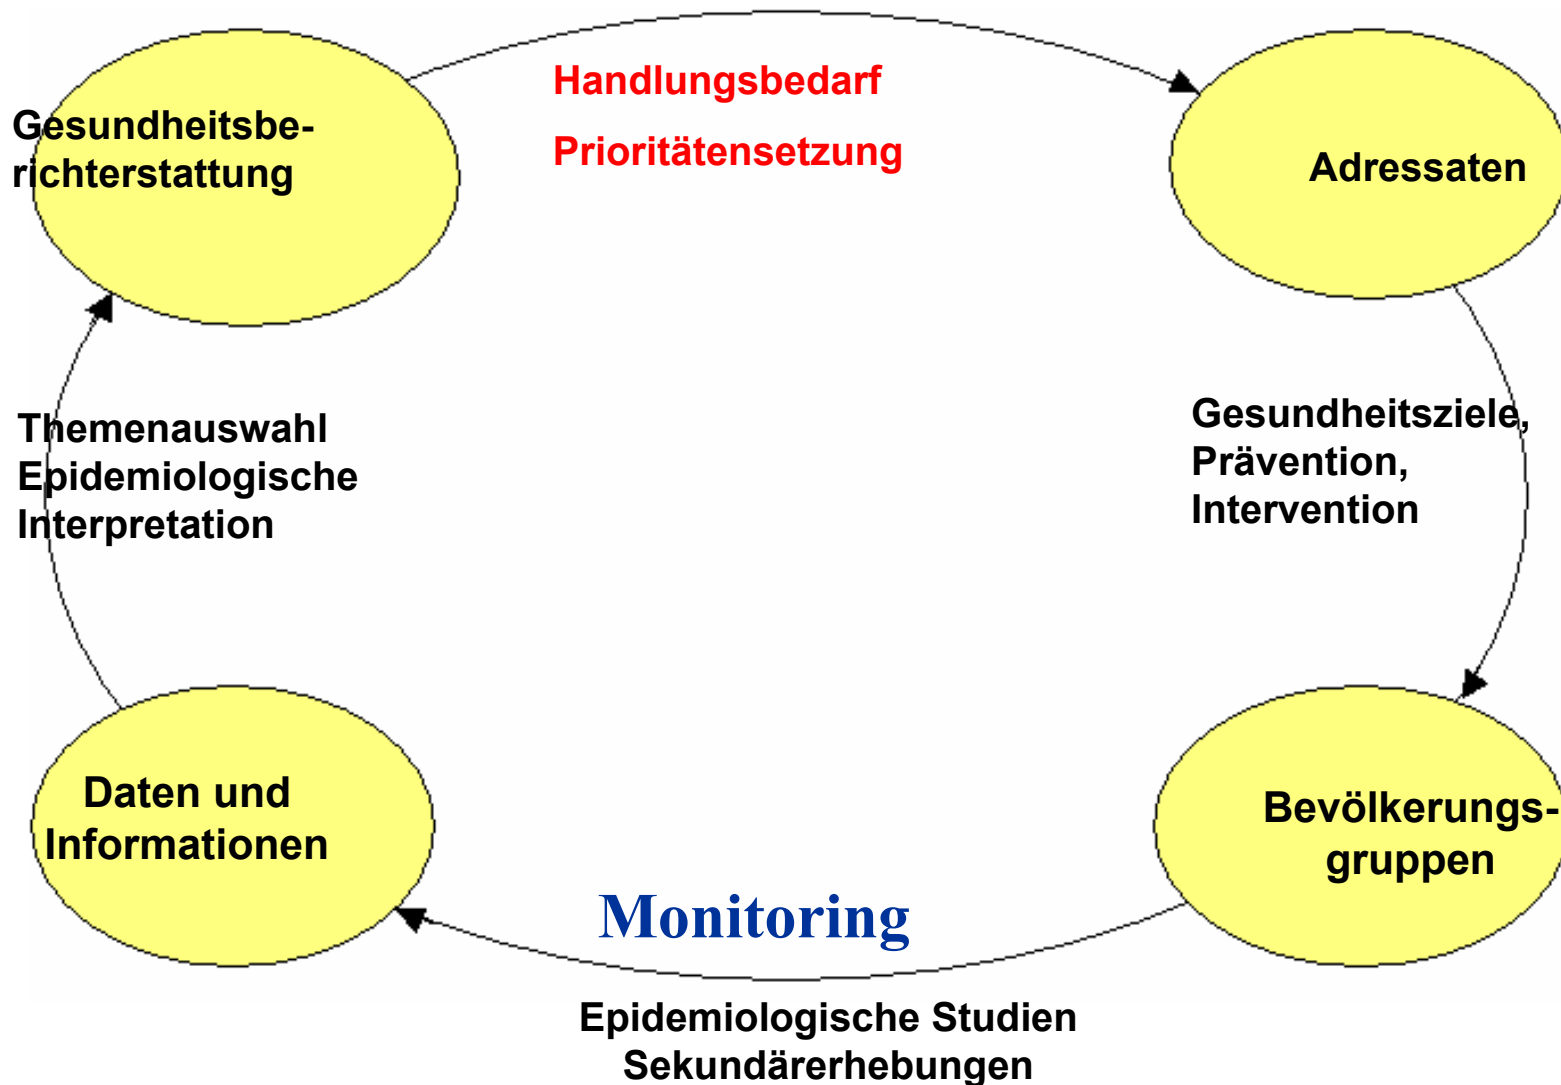 Handlungsbedarf
Prioritätensetzung
Gesundheitsbe-
richterstattung
Adressaten
Themenauswahl
Epidemiologische
Interpretation
Gesundheitsziele,
Prävention,
Intervention
Daten und
Informationen
Bevölkerungs-
gruppen
Monitoring
Epidemiologische Studien
Sekundärerhebungen